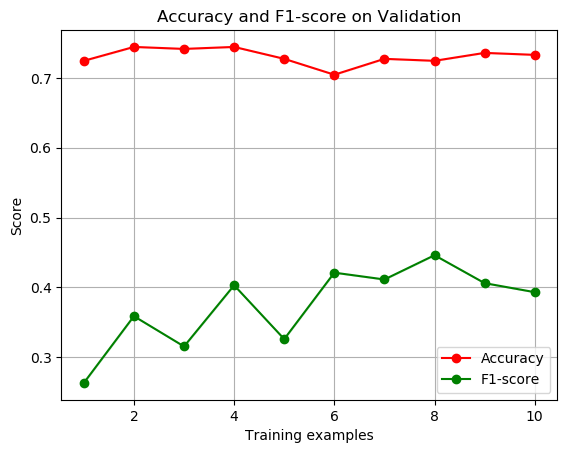 Accuracy and F1-score on Validation
Score
0.7
0.6
0.5
0.4
0.3
Accuracy
F1-score
2 4 6 8 10
Training examples